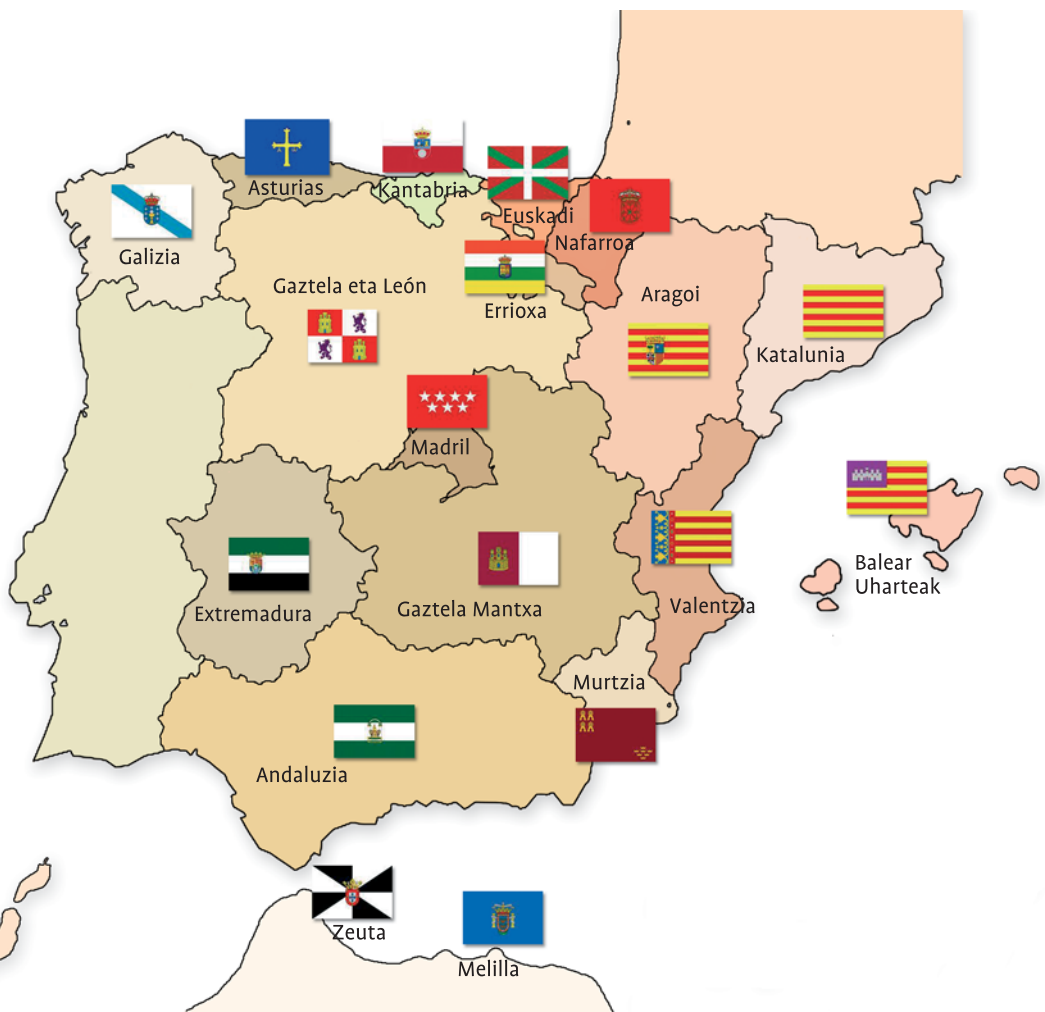 Asturias
Kantabria
Euskadi
Nafarroa
Galizia
Gaztela eta León
Errioxa
Aragoi
Katalunia
Madril
Balear
Uharteak
Extremadura
Gaztela Mantxa
Valentzia
Murtzia
Andaluzia
Zeuta
Melilla